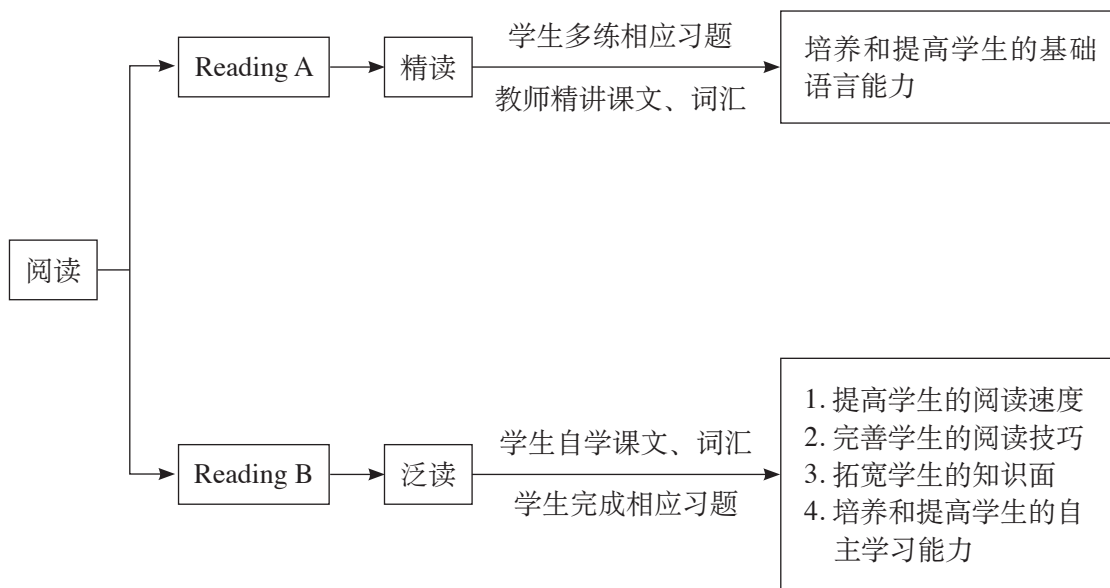 阅读
Reading A
精读
学生多练相应习题
教师精讲课文、词汇
培养和提高学生的基础
语言能力
Reading B
泛读
学生自学课文、词汇
学生完成相应习题
1. 提高学生的阅读速度
2. 完善学生的阅读技巧
3. 拓宽学生的知识面
4. 培养和提高学生的自
主学习能力